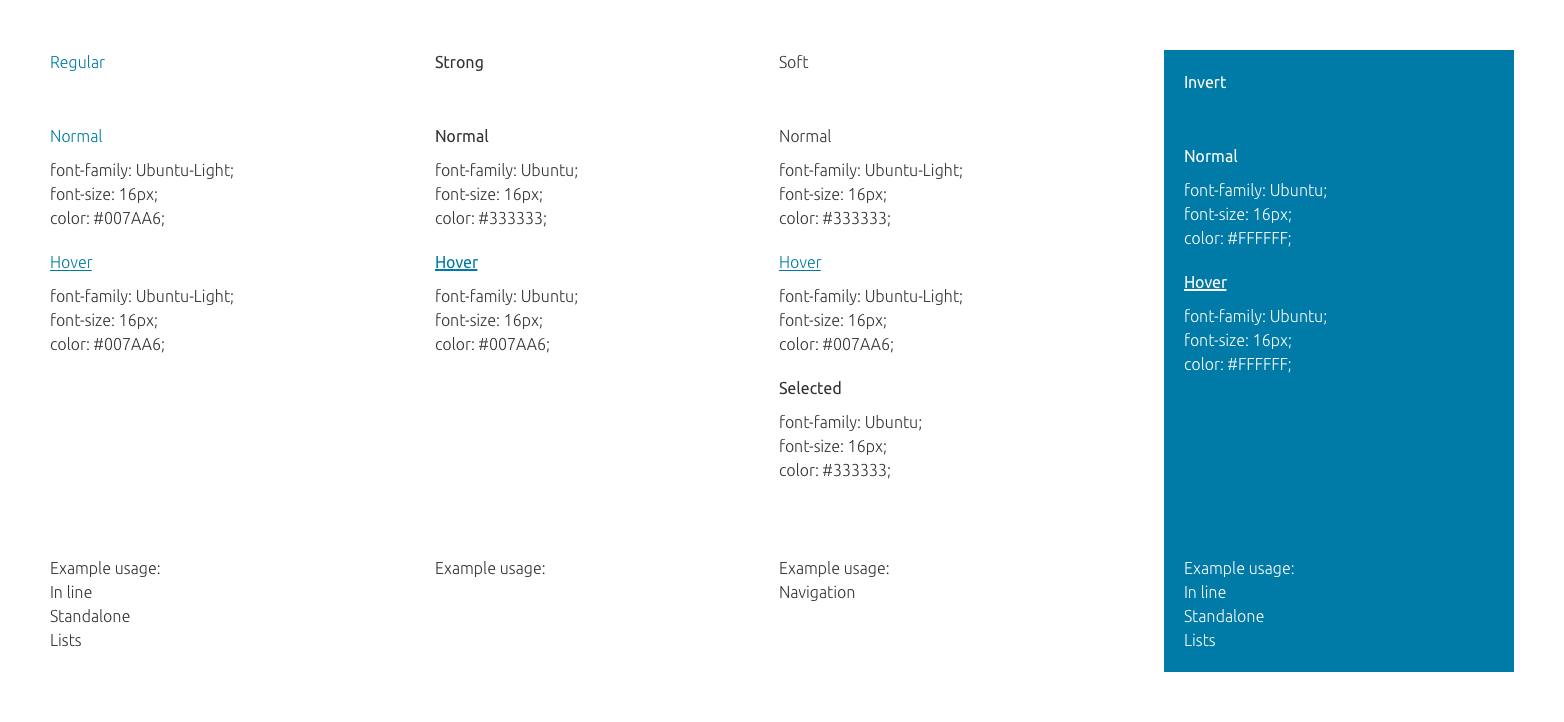 Regular
Normal
font-family: Ubuntu-Light;
font-size: 16px;
color: #007AA6;
Hover
font-family: Ubuntu-Light;
font-size: 16px;
color: #007AA6;
Example usage:
In line
Standalone
Lists
Strong
Normal
font-family: Ubuntu;
font-size: 16px;
color: #333333;
Hover
font-family: Ubuntu;
font-size: 16px;
color: #007AA6;
Example usage:
Soft
Normal
font-family: Ubuntu-Light;
font-size: 16px;
color: #333333;
Hover
font-family: Ubuntu-Light;
font-size: 16px;
color: #007AA6;
Selected
font-family: Ubuntu;
font-size: 16px;
color: #333333;
Example usage:
Navigation
Invert
Normal
font-family: Ubuntu;
font-size: 16px;
color: #FFFFFF;
Hover
font-family: Ubuntu;
font-size: 16px;
color: #FFFFFF;
Example usage:
In line
Standalone
Lists